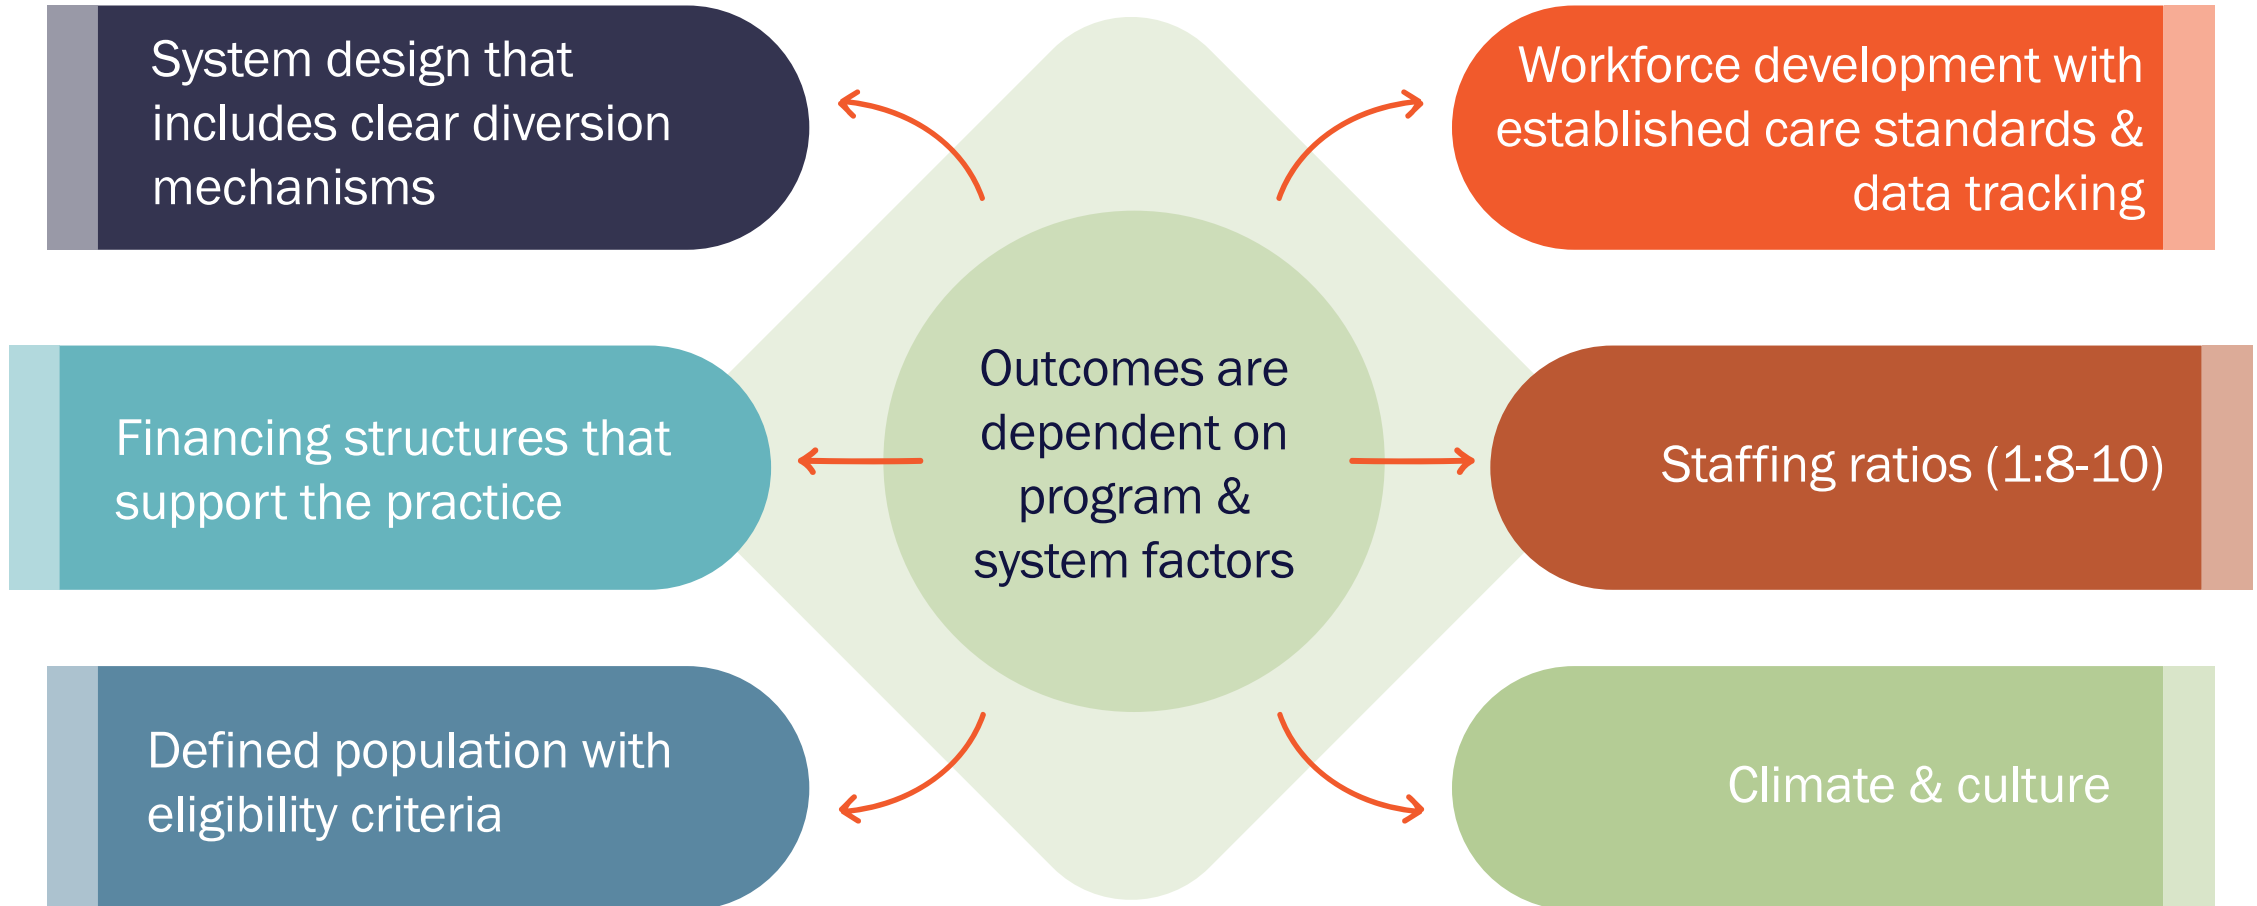 System design that
includes clear diversion
mechanisms
Workforce development with
established care standards &
data tracking
Financing structures that
support the practice
Outcomes are
dependent on
program &
system factors
Staffing ratios (1:8-10)
Defined population with
eligibility criteria
Climate & culture